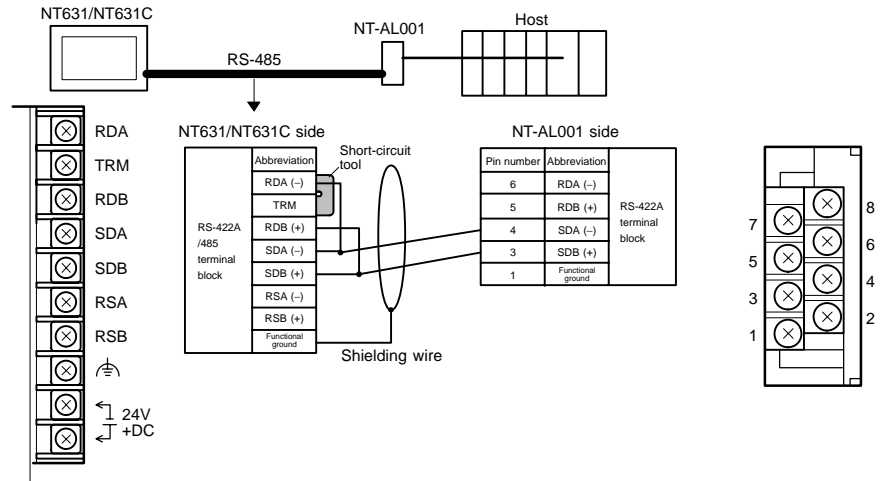 NT631/NT631C
NT-AL001
Host
RS-485
RDA
TRM
RDB
SDA
SDB
RSA
RSB
24V
+DC
NT631/NT631C side
RS-422A
/485
terminal
block
Abbreviation
RDA (–)
TRM
RDB (+)
SDA (–)
SDB (+)
RSA (–)
RSB (+)
Functional
ground
Short-circuit
tool
Shielding wire
NT-AL001 side
Pin number Abbreviation
6 RDA (–)
5 RDB (+)
4 SDA (–)
3 SDB (+)
1 Functional
ground
RS-422A
terminal
block
7
5
3
1
8
6
4
2